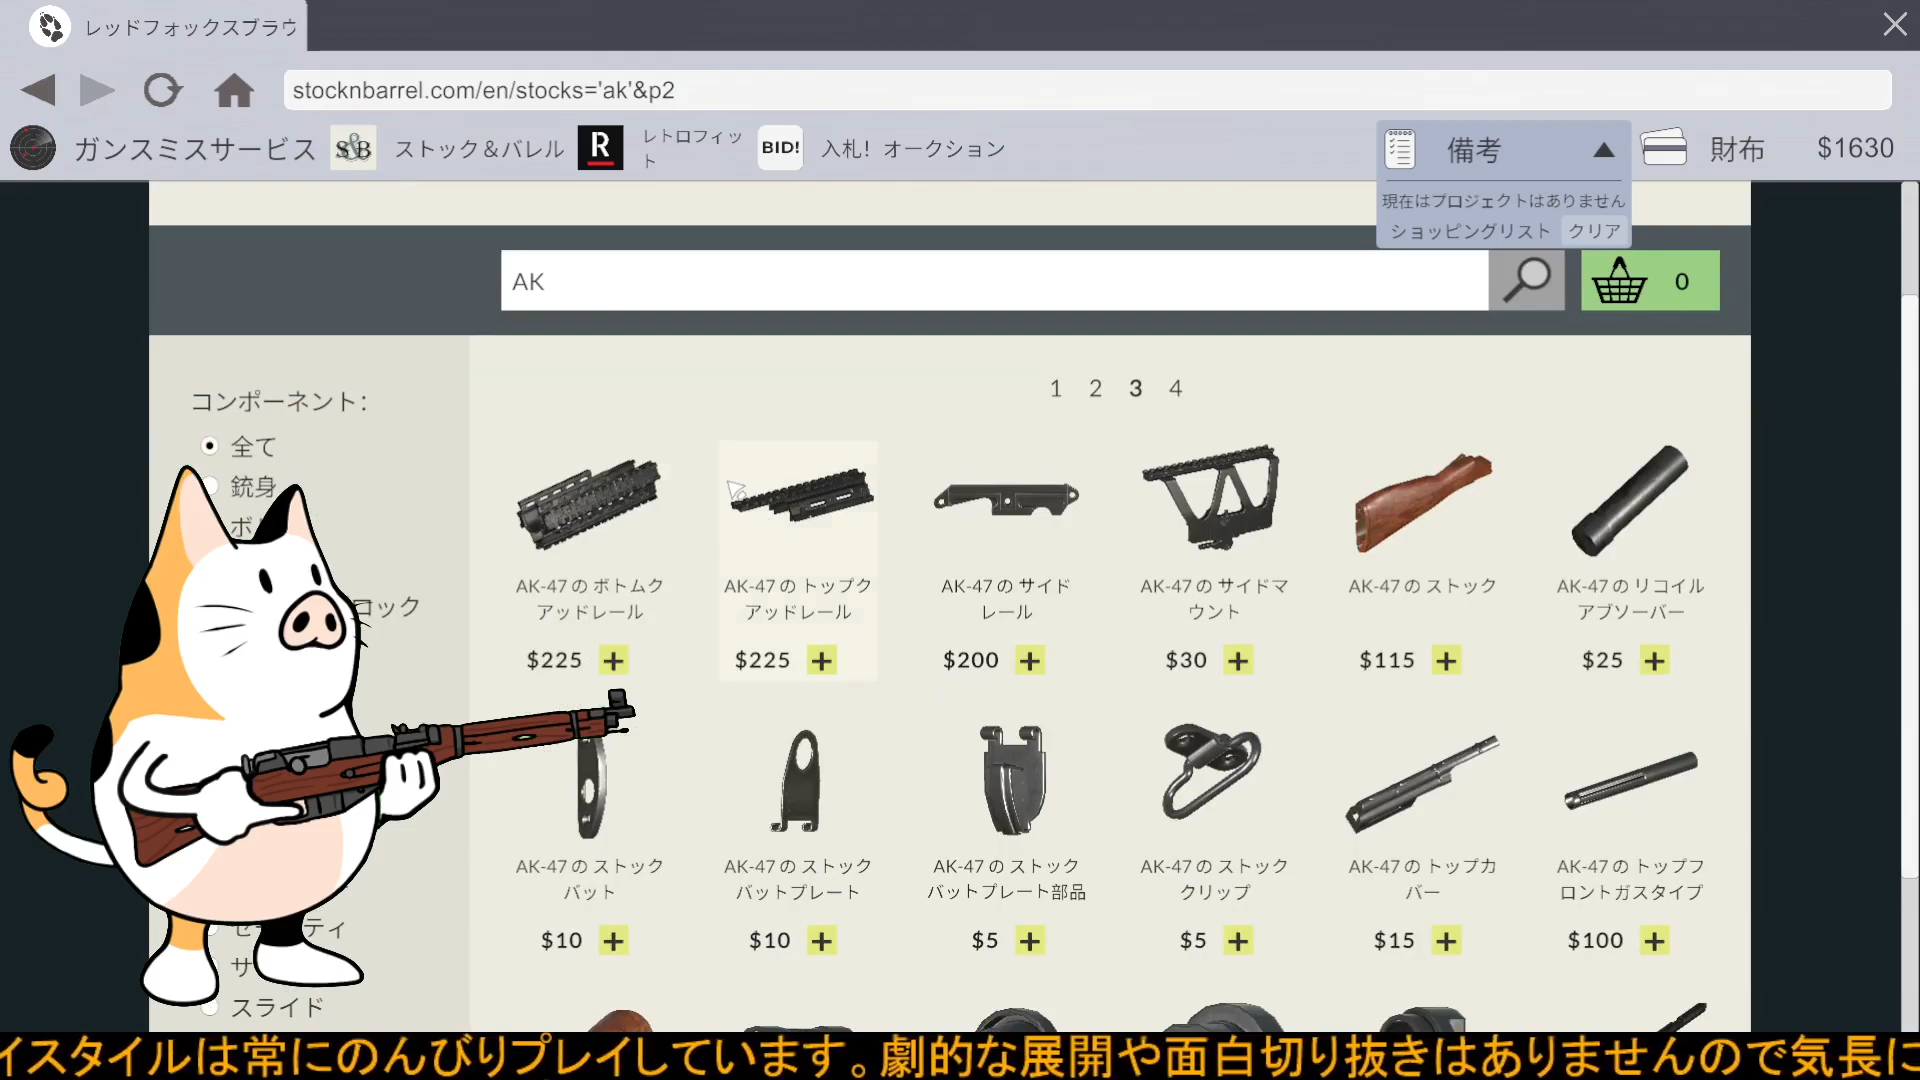 レッドフォックスブラウ
stocknbarrel.com/en/stocks='ak'&p2
ガンスミスサービス
S&B
ストック＆バレル
R
レトロフィッ
ト
BID!
入札！オークション
備考
財布
$1630
現在はプロジェクトはありません
ショッピングリスト クリア
AK
0
コンポーネント:
全て
銃身
ロック
スライド
1 2 3 4
AK-47の ボトムク
アッドレール
$225 +
AK-47の トップク
アッドレール
$225 +
AK-47の サイド
レール
$200 +
AK-47の サイドマ
ウント
$30 +
AK-47の ストック
$115 +
AK-47の リコイル
アブソーバー
$25 +
AK-47の ストック
バット
$10 +
AK-47の ストック
バットプレート
$10 +
AK-47の ストック
バットプレート部品
$5 +
AK-47の ストック
クリップ
$5 +
AK-47の トップカ
バー
$15 +
AK-47の トップフ
ロントガスタイプ
$100 +
イスタイルは常にのんびりプレイしています。劇的な展開や面白切り抜きはありませんので気長に